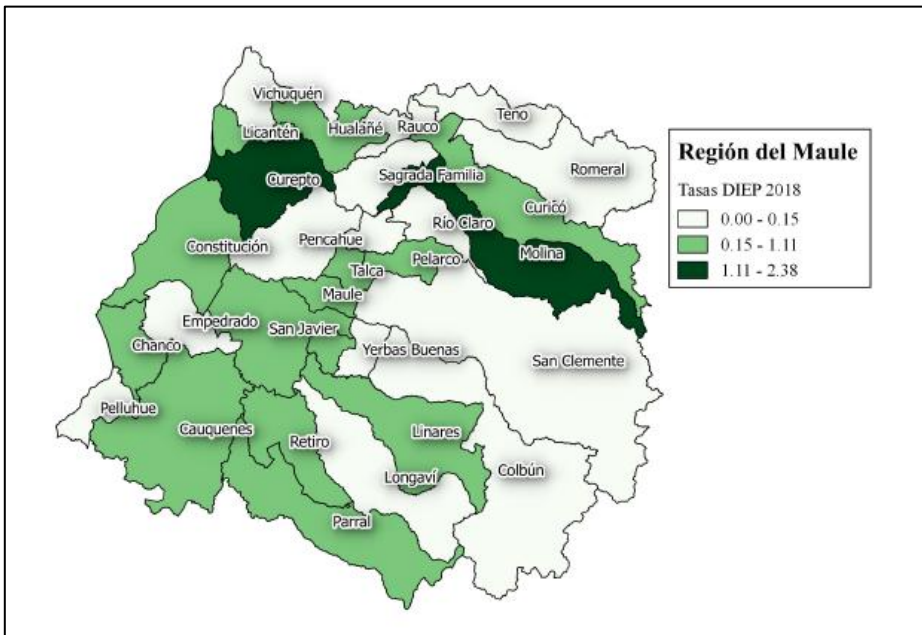 Vichuquén
Teno
Licantén
Hualañé
Rauco
Romeral
Curepto
Sagrada Familia
Curicó
Constitución
Pencahue
Río Claro
Molina
Talca
Pelarco
Maule
Empedrado
San Javier
Chanco
Yerbas Buenas
San Clemente
Pelluhue
Cauquenes
Retiro
Linares
Longaví
Colbún
Parral
Región del Maule
Tasas DIEP 2018
0.00 - 0.15
0.15 - 1.11
1.11 - 2.38